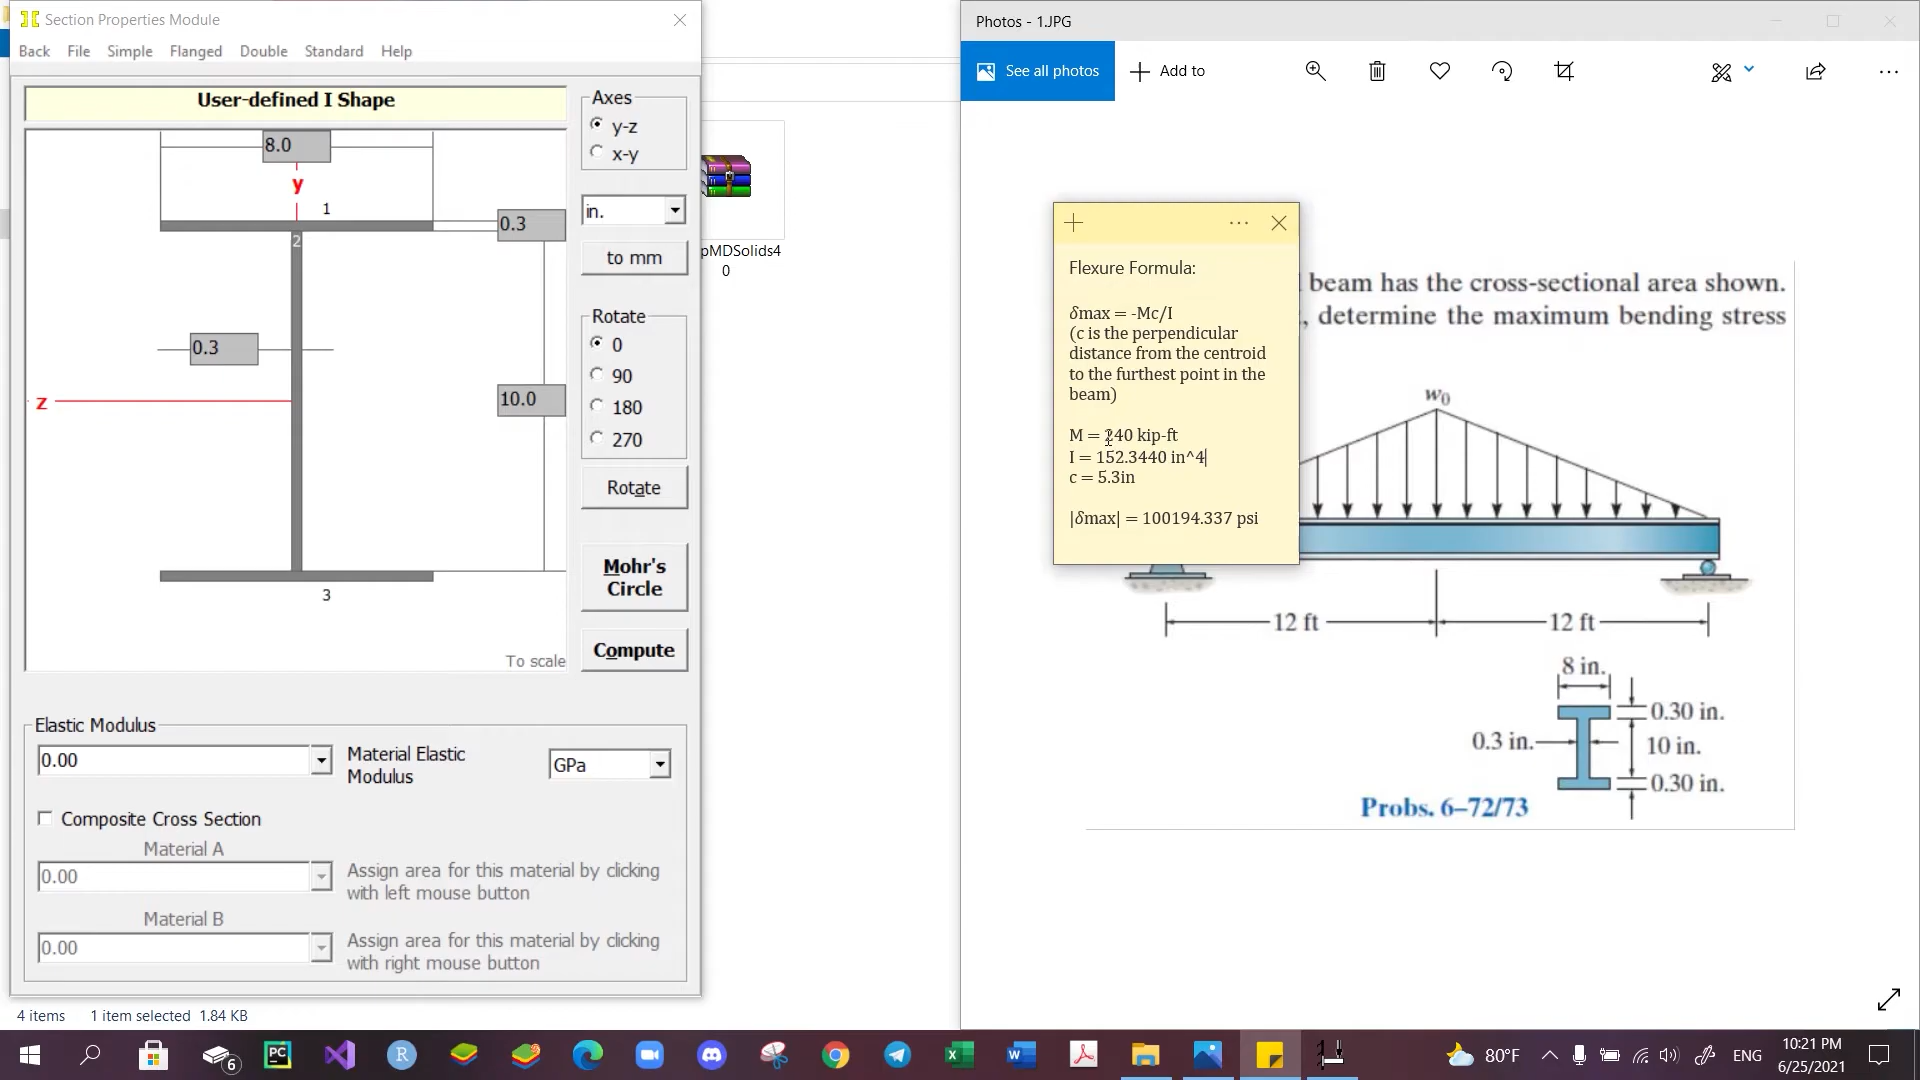 Section Properties Module
Back File Simple Flanged Double Standard Help
User-defined I Shape
8.0
y
1
2
0.3
0.3
z
10.0
3
To scale
Axes
y-z
x-y
in.
to mm
Rotate
0
90
180
270
Rotate
Mohr's
Circle
Compute
Elastic Modulus
0.00
Material Elastic
Modulus
GPa
Composite Cross Section
Material A
0.00
Assign area for this material by clicking
with left mouse button
Material B
0.00
Assign area for this material by clicking
with right mouse button
4 items 1 item selected 1.84 KB
pMDSolids4
0
Photos - 1.JPG
See all photos
Add to
Flexure Formula:
δmax = -Mc/I
(c is the perpendicular
distance from the centroid
to the furthest point in the
beam)
M = 240 kip-ft
I = 152.3440 in^4
c = 5.3in
|δmax| = 100194.337 psi
beam has the cross-sectional area shown.
, determine the maximum bending stress
w0
12 ft
12 ft
8 in.
0.30 in.
0.3 in.
10 in.
0.30 in.
Probs. 6–72/73
6
PC
R
80°F
ENG
10:21 PM
6/25/2021